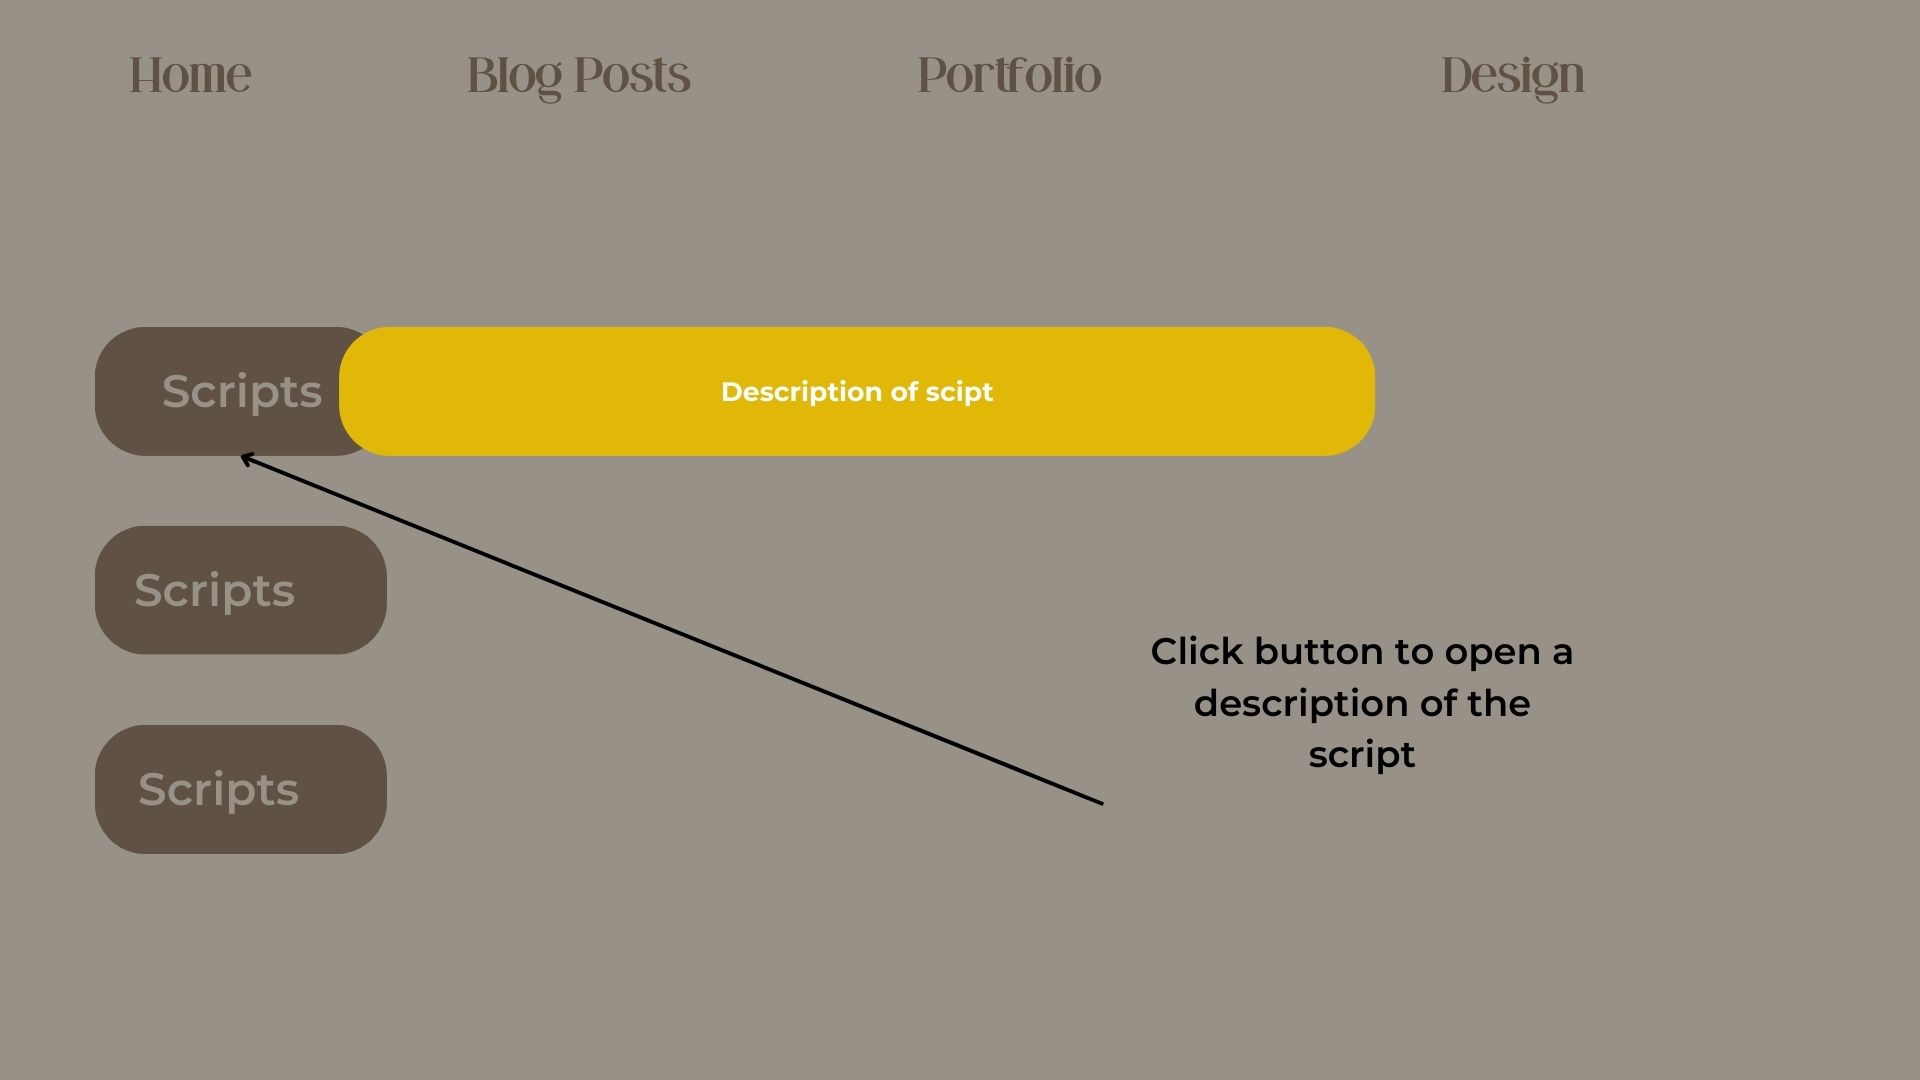 Home Blog Posts Portfolio Design
Scripts
Description of scipt
Scripts
Scripts
Click button to open a
description of the
script